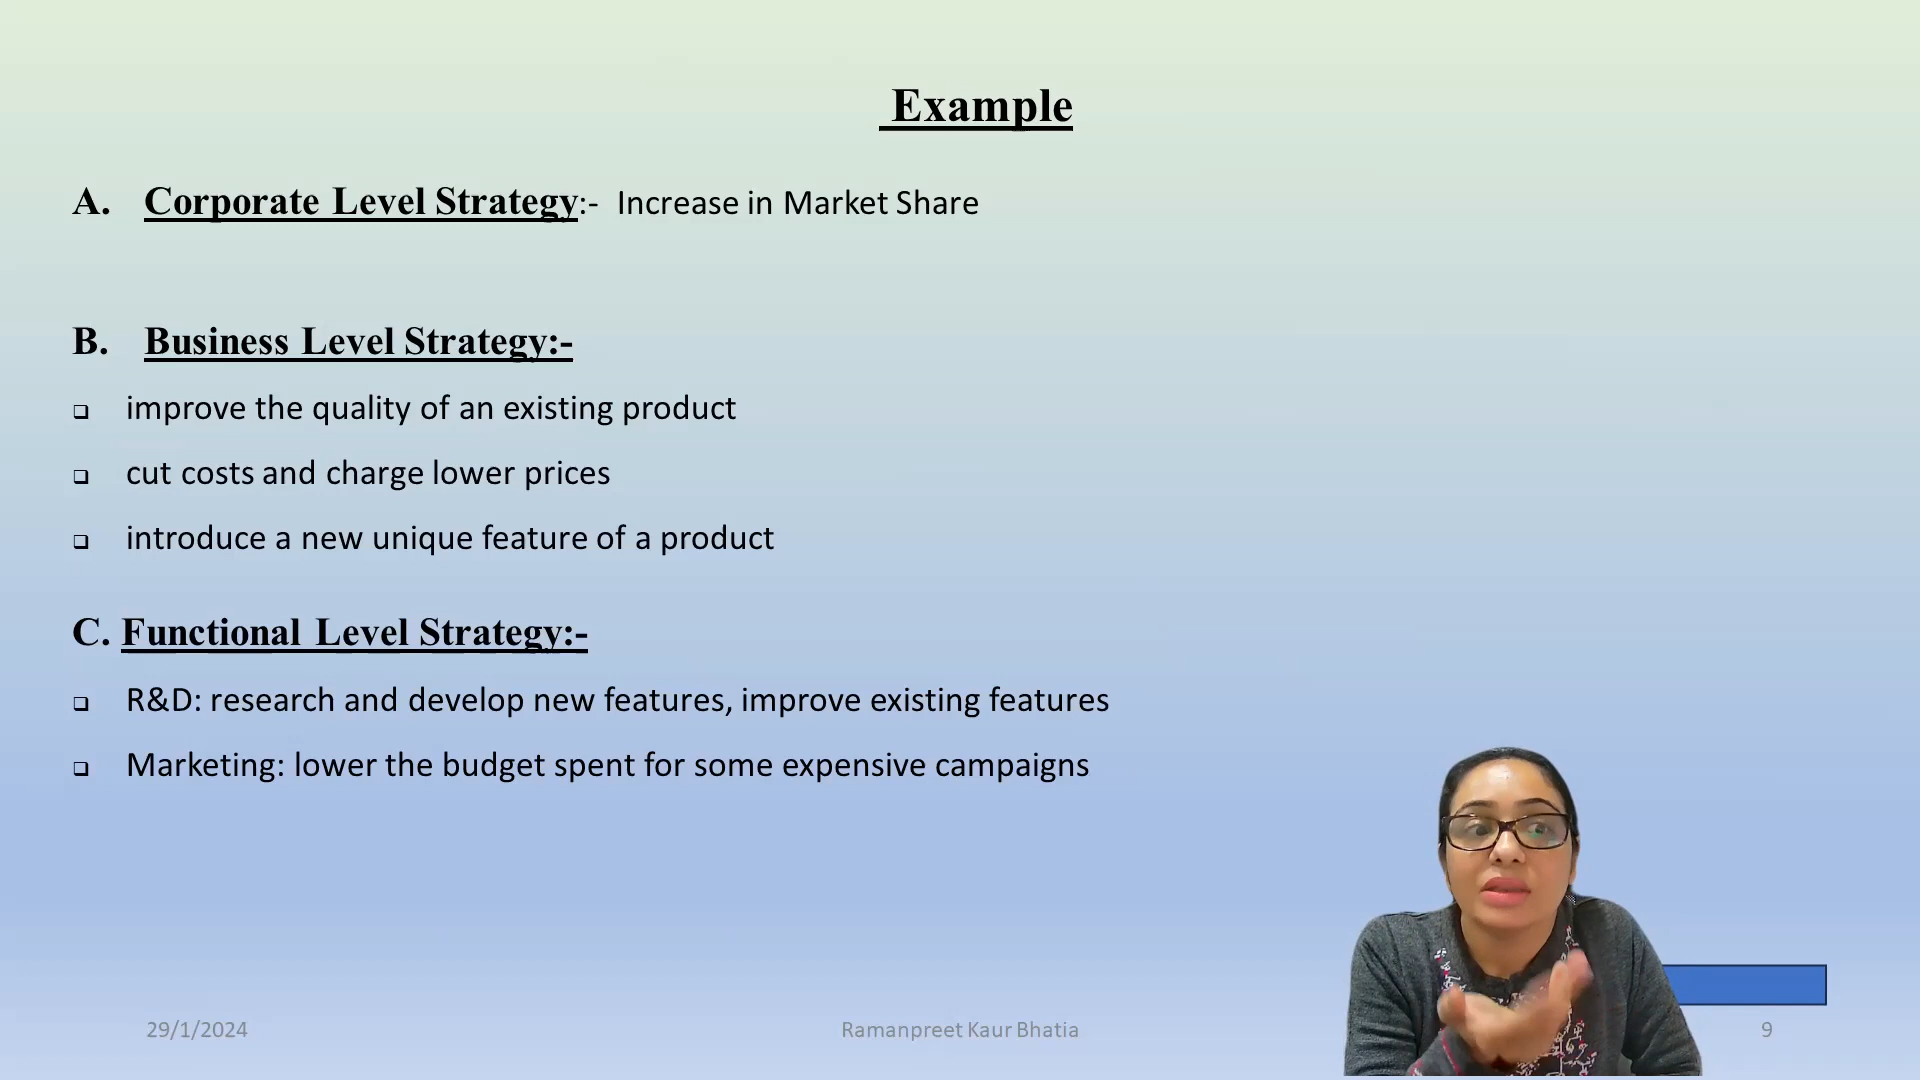 Example
A. Corporate Level Strategy:- Increase in Market Share
B. Business Level Strategy:-
❑ improve the quality of an existing product
❑ cut costs and charge lower prices
❑ introduce a new unique feature of a product
C. Functional Level Strategy:-
❑ R&D: research and develop new features, improve existing features
❑ Marketing: lower the budget spent for some expensive campaigns
29/1/2024 Ramanpreet Kaur Bhatia 9